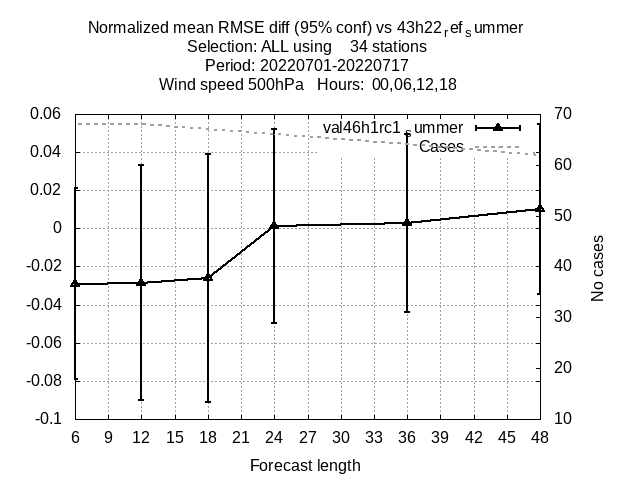 Normalized mean RMSE diff (95% conf) vs 43h22refsummer
Selection: ALL using 34 stations
Period: 20220701-20220717
Wind speed 500hPa Hours: 00,06,12,18
0.06 70
val46h1rc1summer
0.04 Cases
60
0.02
0 50
-0.02 40
-0.04 30
-0.06
20
-0.08
-0.1 10
No cases
6 9 12 15 18 21 24 27 30 33 36 39 42 45 48
Forecast length